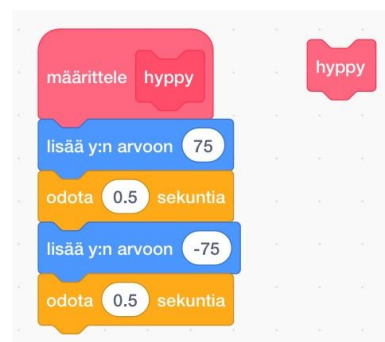 määrittele hyppy
hyppy
lisää y:n arvoon 75
odota 0.5 sekuntia
lisää y:n arvoon -75
odota 0.5 sekuntia